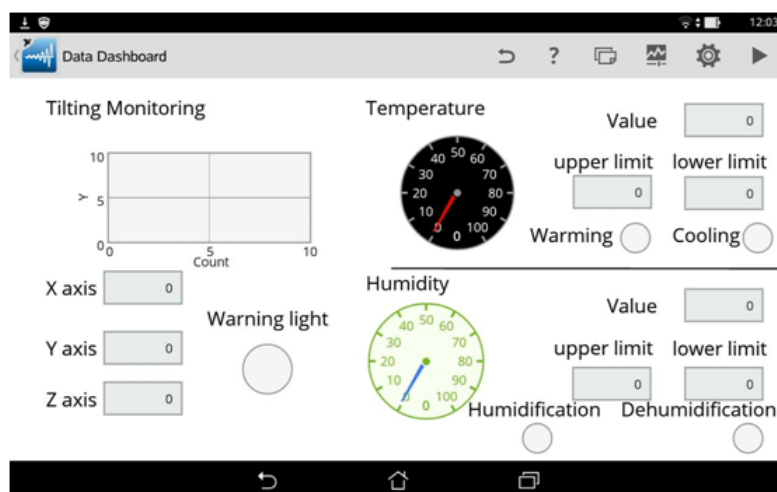 12:03
Data Dashboard
Tilting Monitoring
10
Y
5
0
0 5 10
Count
X axis 0
Y axis 0
Z axis 0
Warning light
Temperature
0 10 20 30 40 50 60 70 80 90 100
0
Value 0
upper limit lower limit
0 0
Warming Cooling
Humidity
0 10 20 30 40 50 60 70 80 90 100
0
Value 0
upper limit lower limit
0 0
Humidification Dehumidification